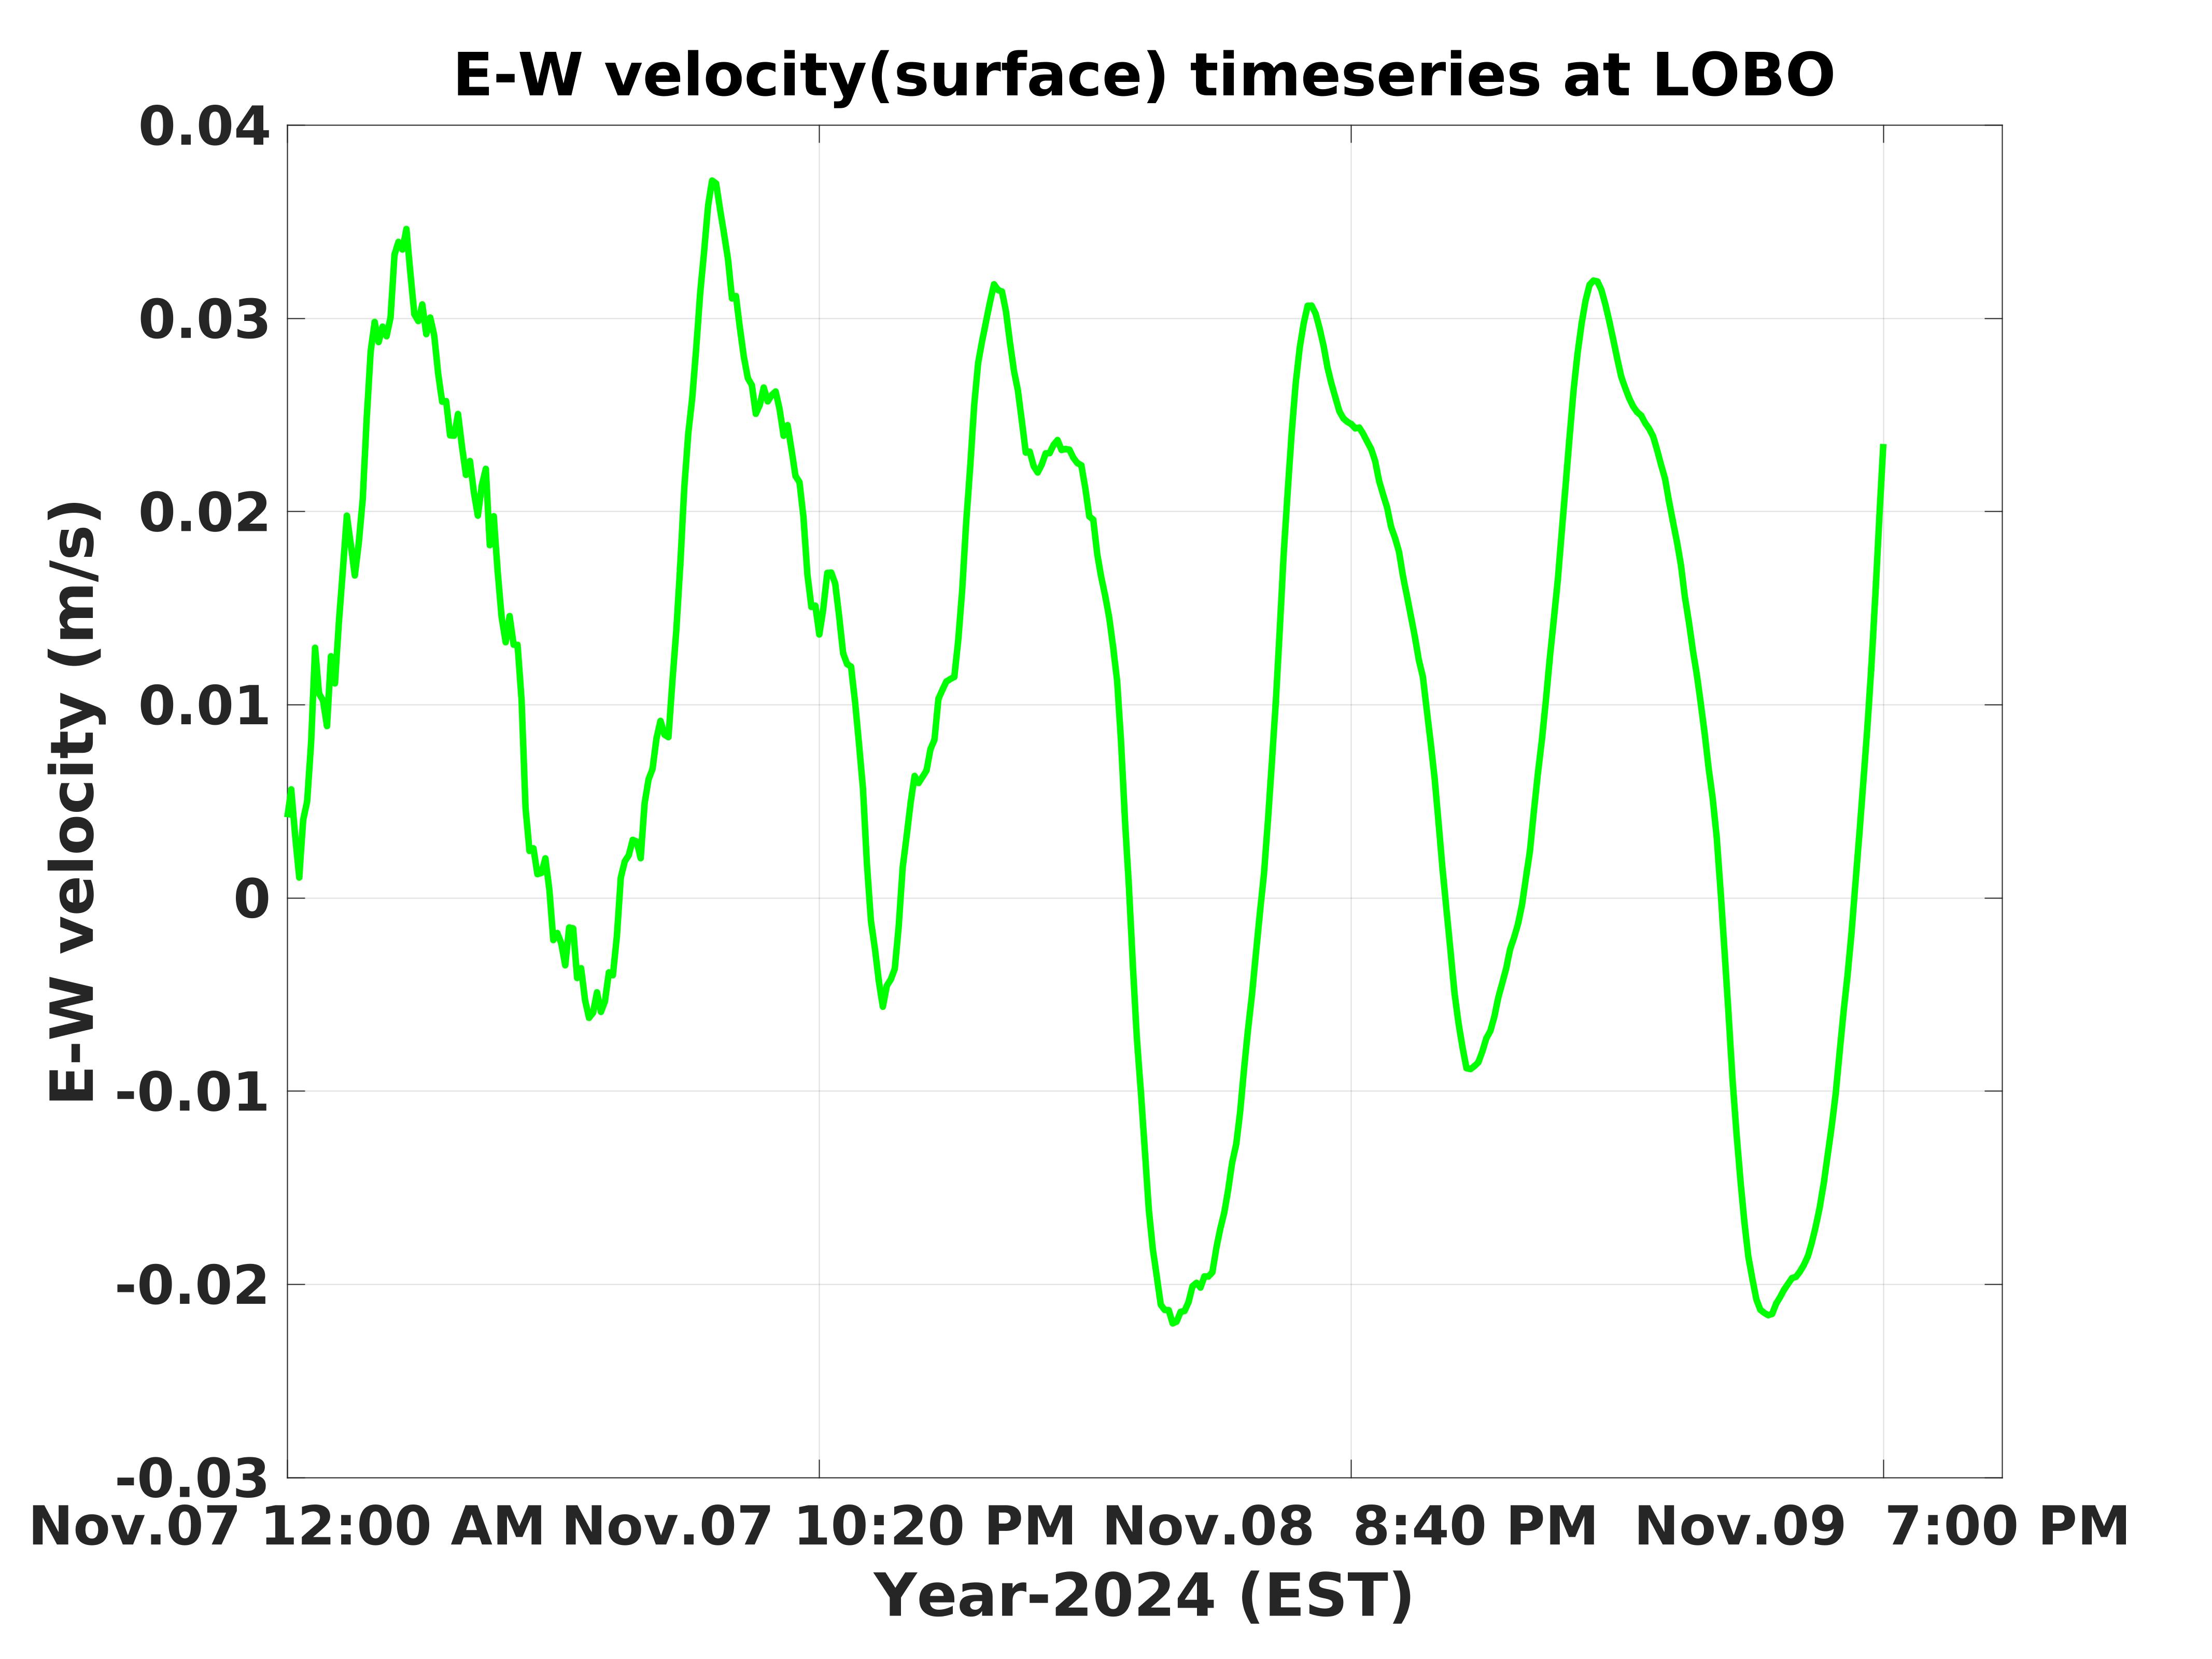 E-W velocity(surface) timeseries at LOBO
0.04
0.03
0.02
0.01
0
-0.01
-0.02
-0.03
E-W velocity (m/s)
Nov.07 12:00 AM Nov.07 10:20 PM Nov.08 8:40 PM Nov.09 7:00 PM
Year-2024 (EST)